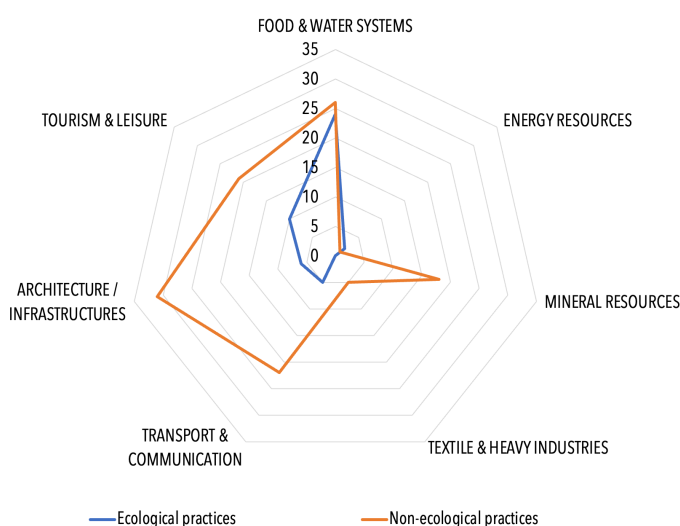 FOOD & WATER SYSTEMS
35
30
25
20
15
10
5
0
TOURISM & LEISURE
ENERGY RESOURCES
ARCHITECTURE /
INFRASTRUCTURES
MINERAL RESOURCES
TRANSPORT &
COMMUNICATION
TEXTILE & HEAVY INDUSTRIES
Ecological practices
Non-ecological practices